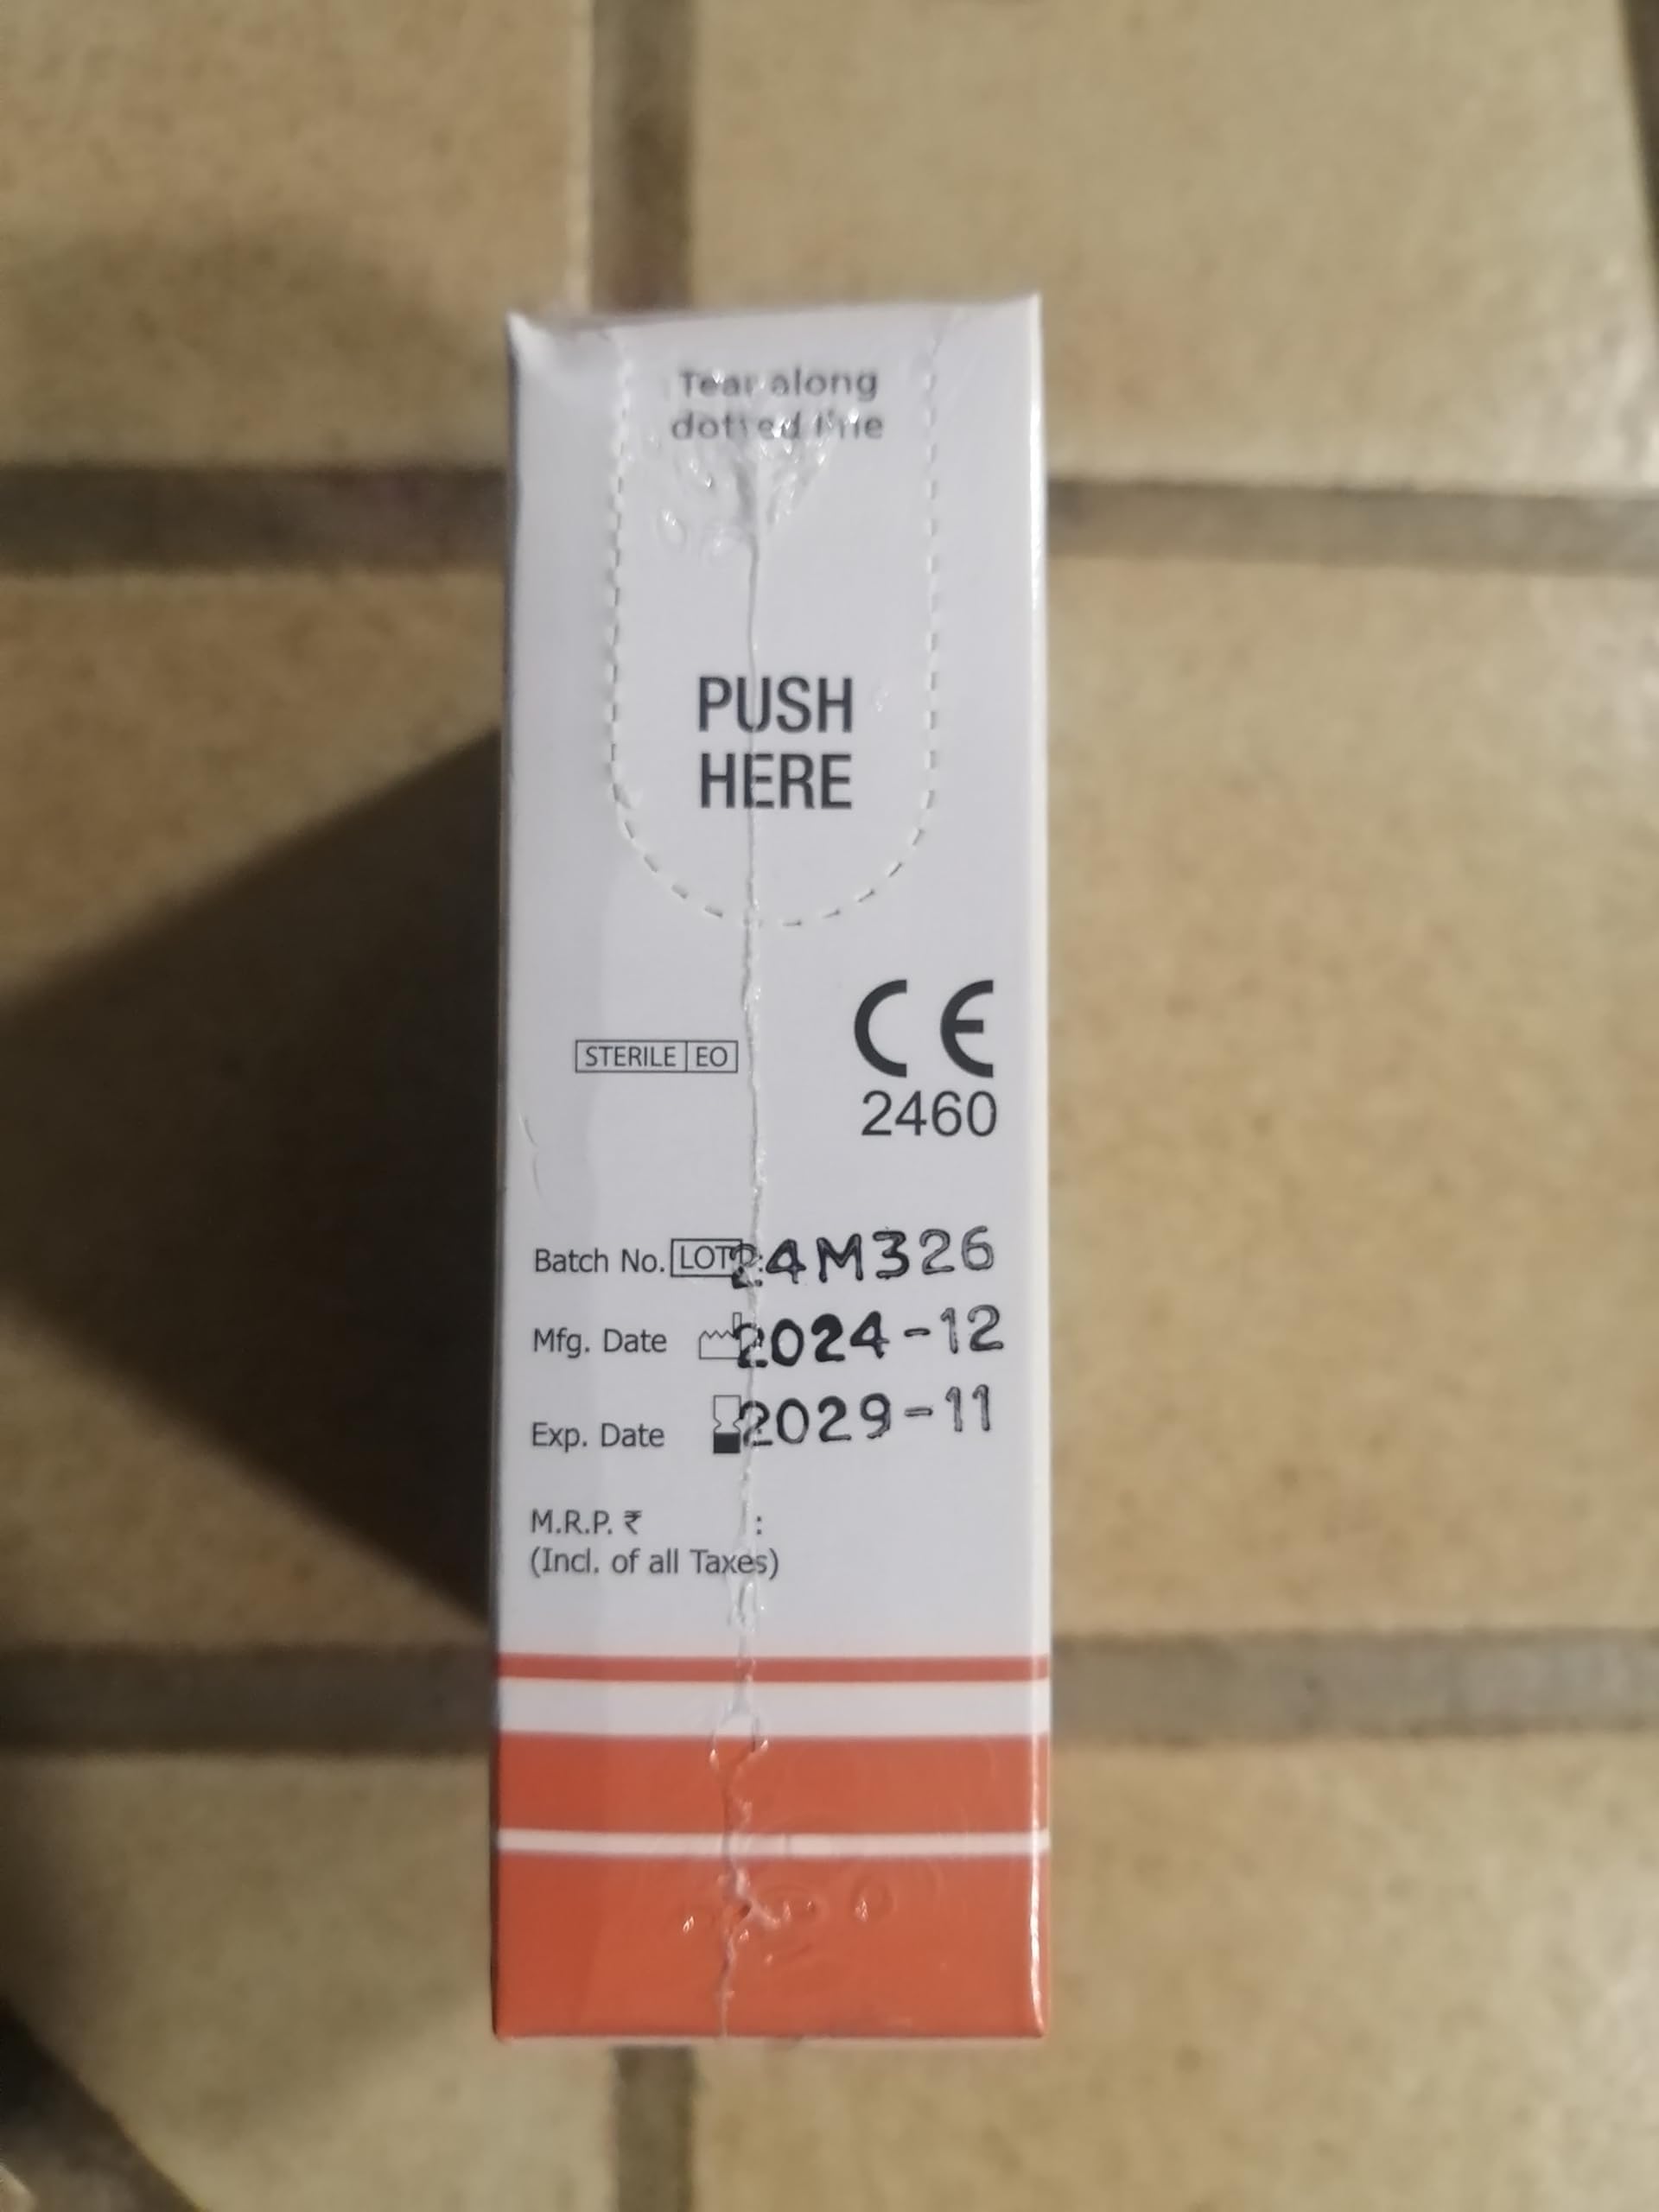 Tear along
dotted line
PUSH
HERE
CE
STERILE EO
2460
Batch No. LOT : 24M326
Mfg. Date 2024-12
Exp. Date 2029-11
M.R.P. ₹ :
(Incl. of all Taxes)